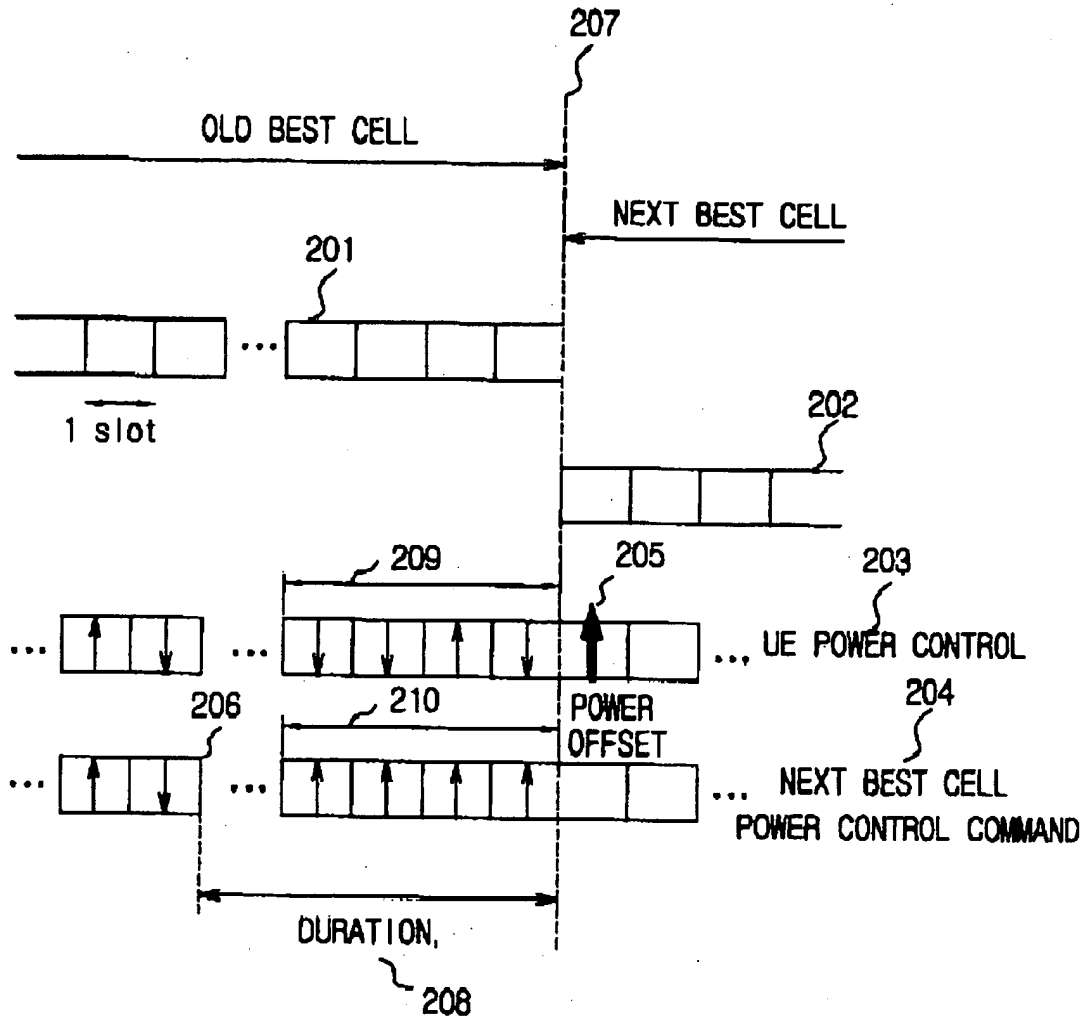 207
OLD BEST CELL
NEXT BEST CELL
201
...
1 slot
202
209
205
203
...
...
... UE POWER CONTROL
206
210
POWER
OFFSET
204
...
...
... NEXT BEST CELL
POWER CONTROL COMMAND
DURATION,
208